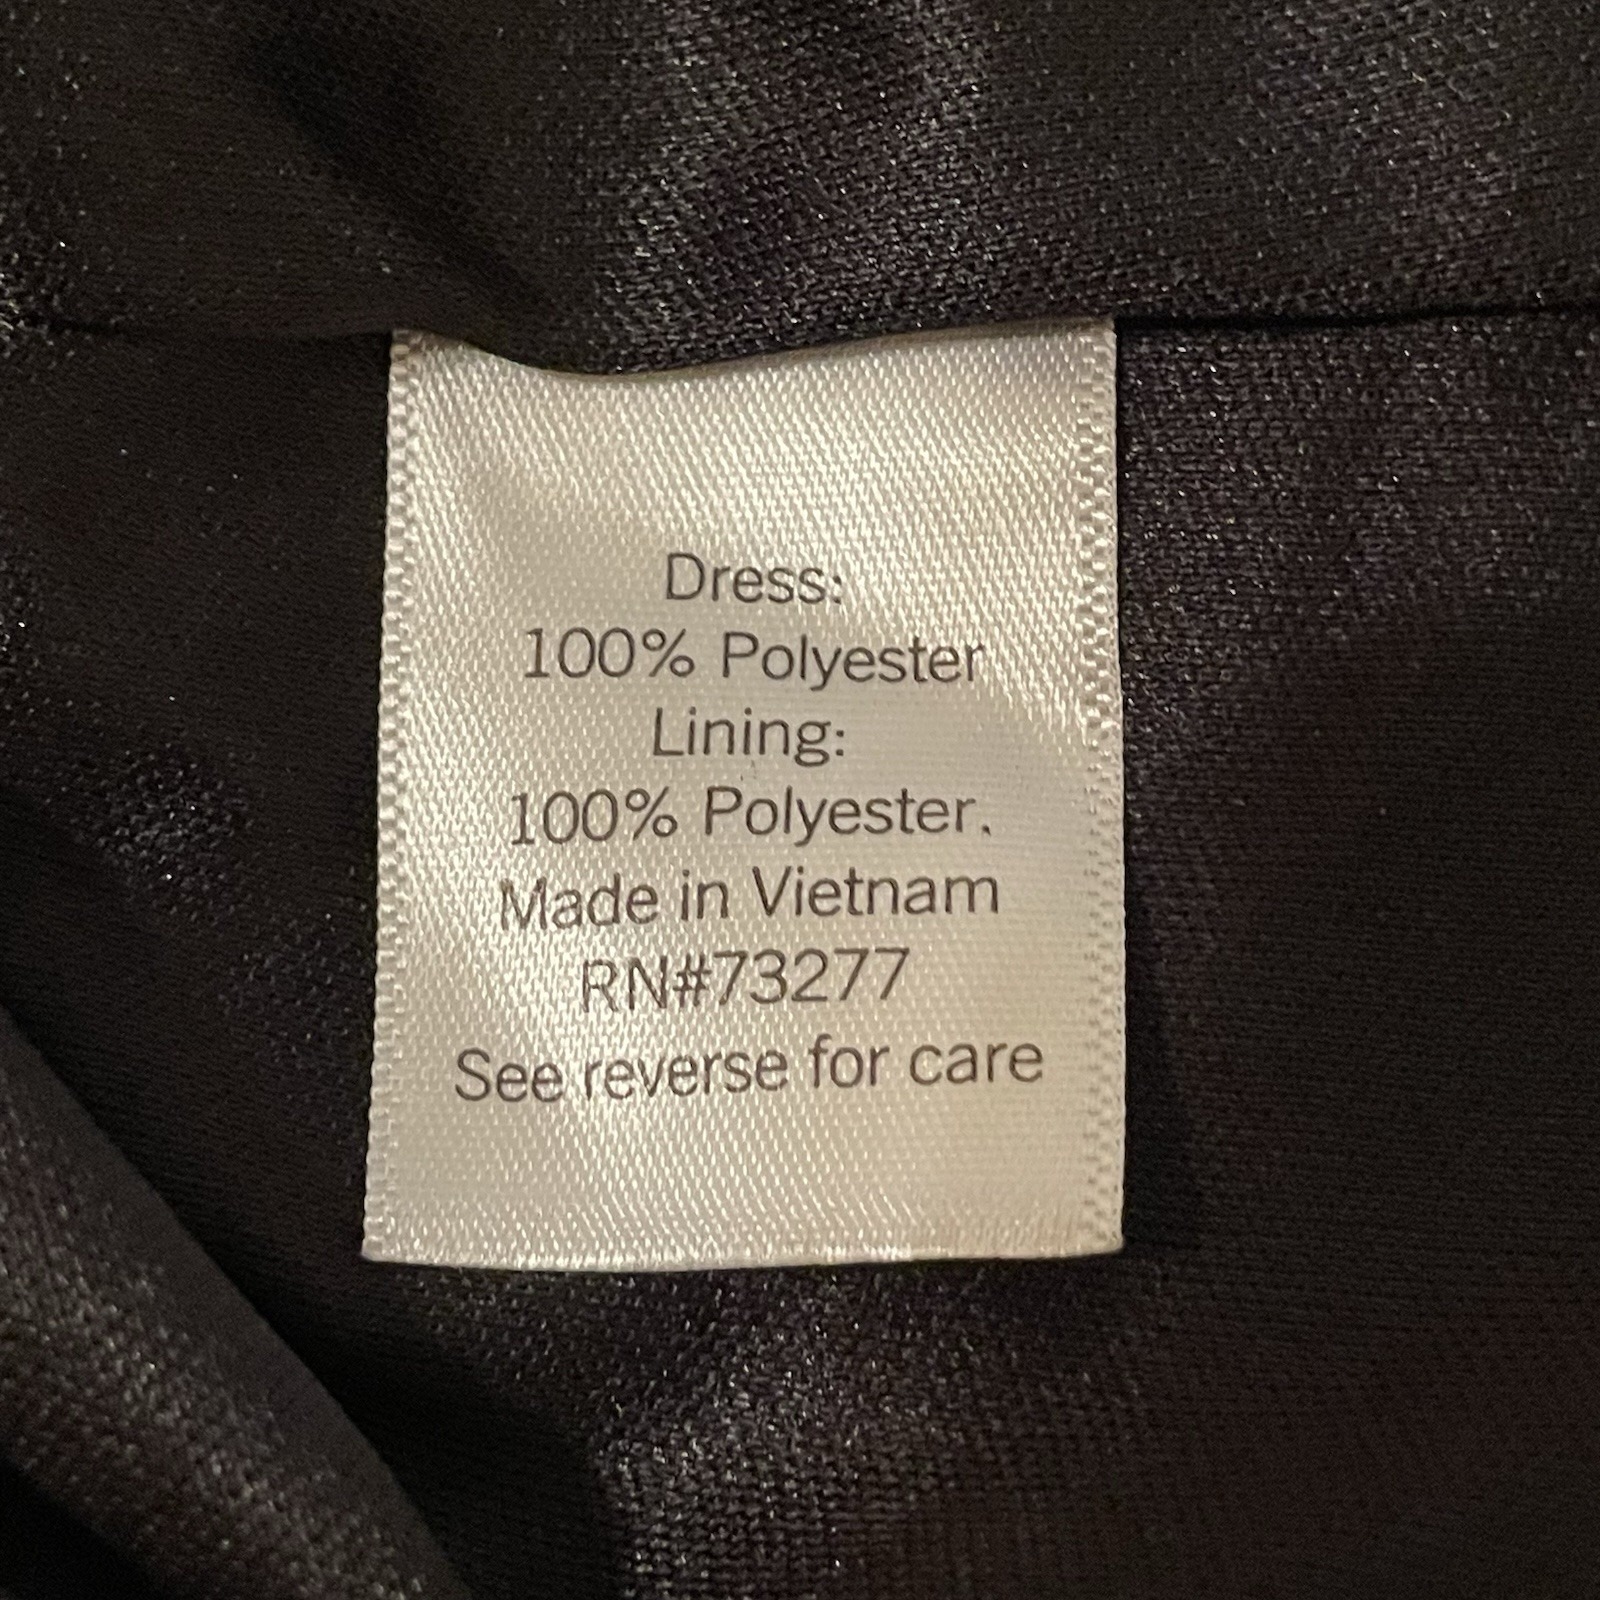 Dress:
100% Polyester
Lining:
100% Polyester.
Made in Vietnam
RN#73277
See reverse for care